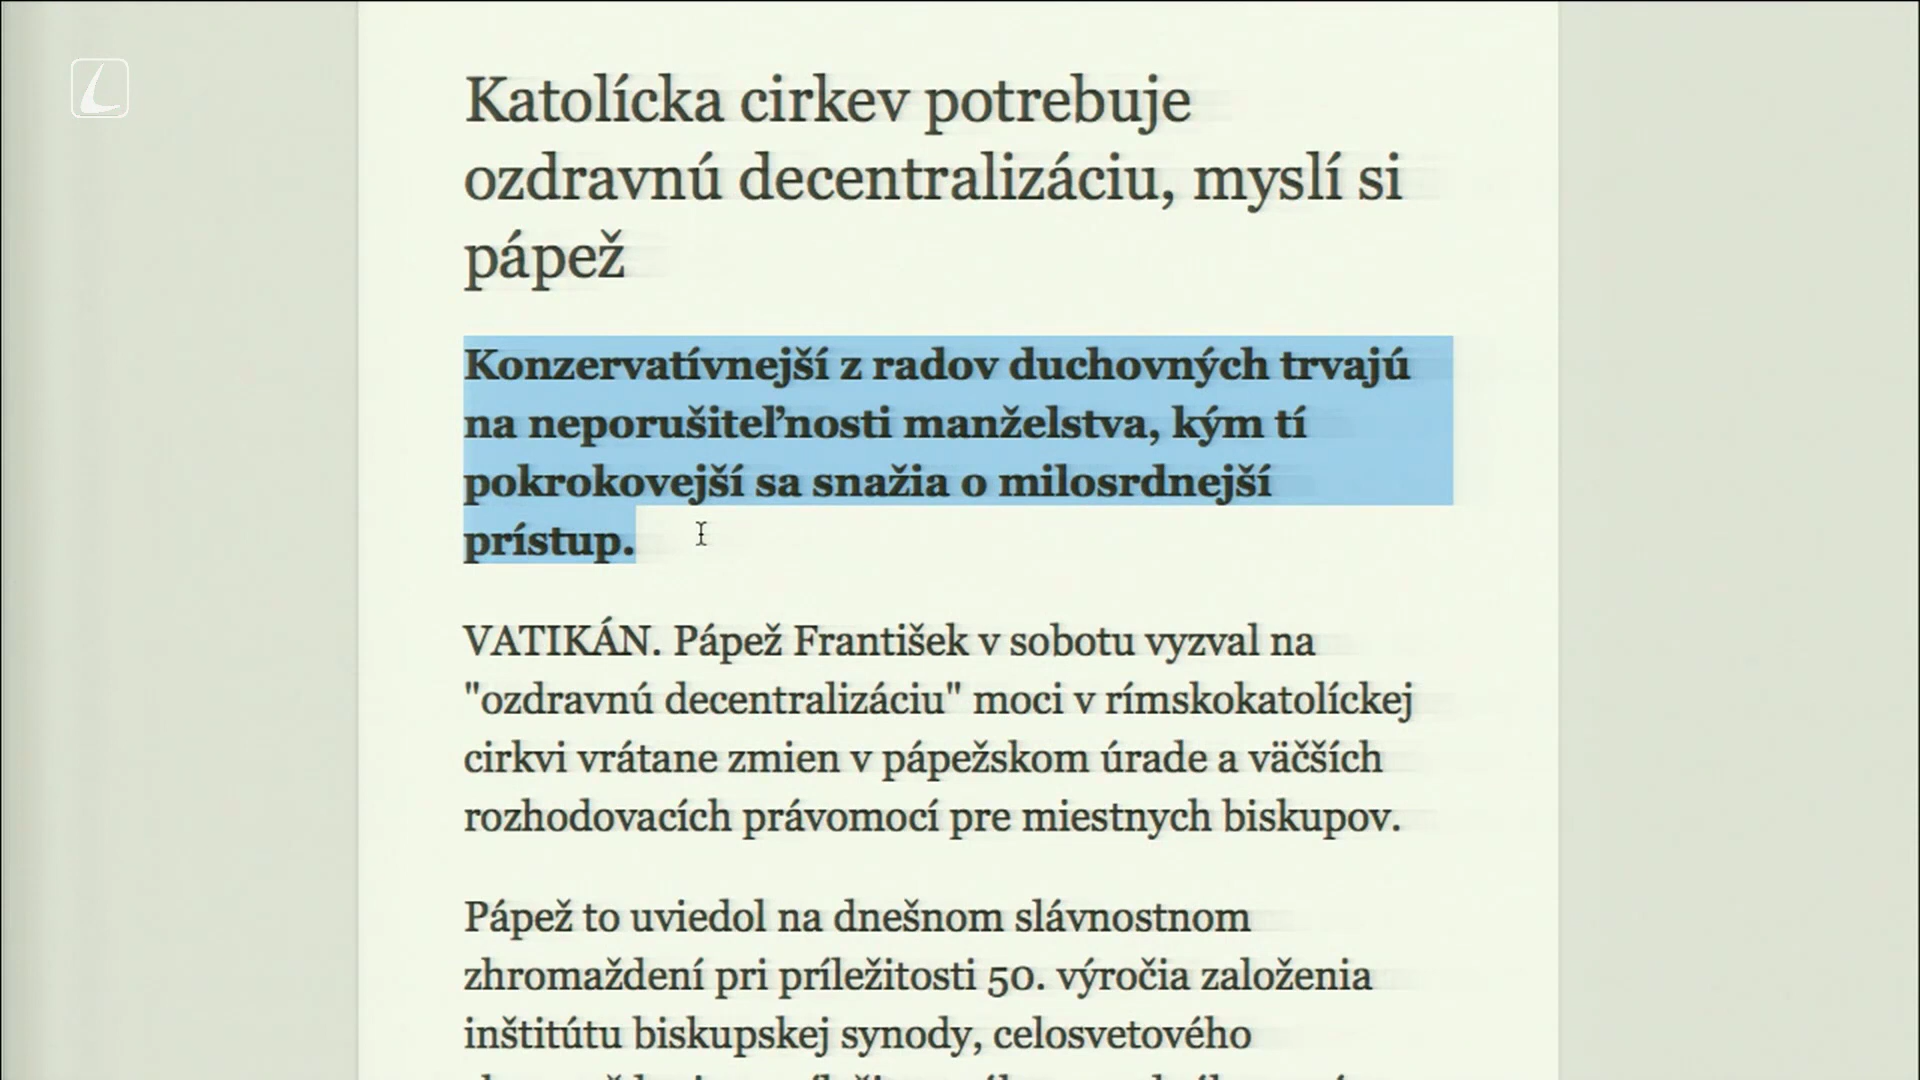 Katolícka cirkev potrebuje
ozdravnú decentralizáciu, myslí si
pápež
Konzervatívnejší z radov duchovných trvajú
na neporušiteľnosti manželstva, kým tí
pokrokovejší sa snažia o milosrdnejší
prístup.
VATIKÁN. Pápež František v sobotu vyzval na
"ozdravnú decentralizáciu" moci v rímskokatolíckej
cirkvi vrátane zmien v pápežskom úrade a väčších
rozhodovacích právomocí pre miestnych biskupov.
Pápež to uviedol na dnešnom slávnostnom
zhromaždení pri príležitosti 50. výročia založenia
inštitútu biskupskej synody, celosvetového